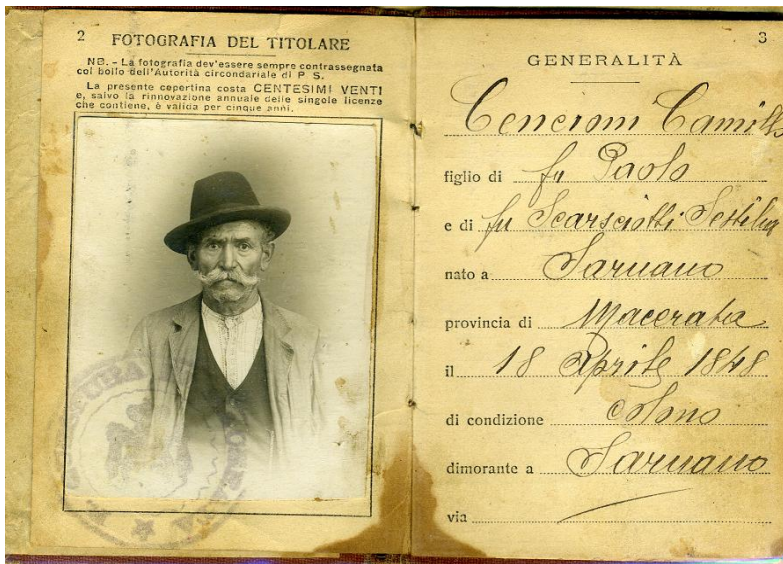 2
FOTOGRAFIA DEL TITOLARE
NB. - La fotografia dev'essere sempre contrassegnata
col bollo dell'Autorità circondariale di P S.
La presente copertina costa CENTESIMI VENTI
e, salvo la rinnovazione annuale delle singole licenze
che contiene, è valida per cinque anni.
3
GENERALITÀ
Cencioni Camillo
figlio di fu Paolo
e di fu Scarsciotti
nato a Sarnano
provincia di Macerata
il 18 Aprile 1848
di condizione colono
dimorante a Sarnano
via